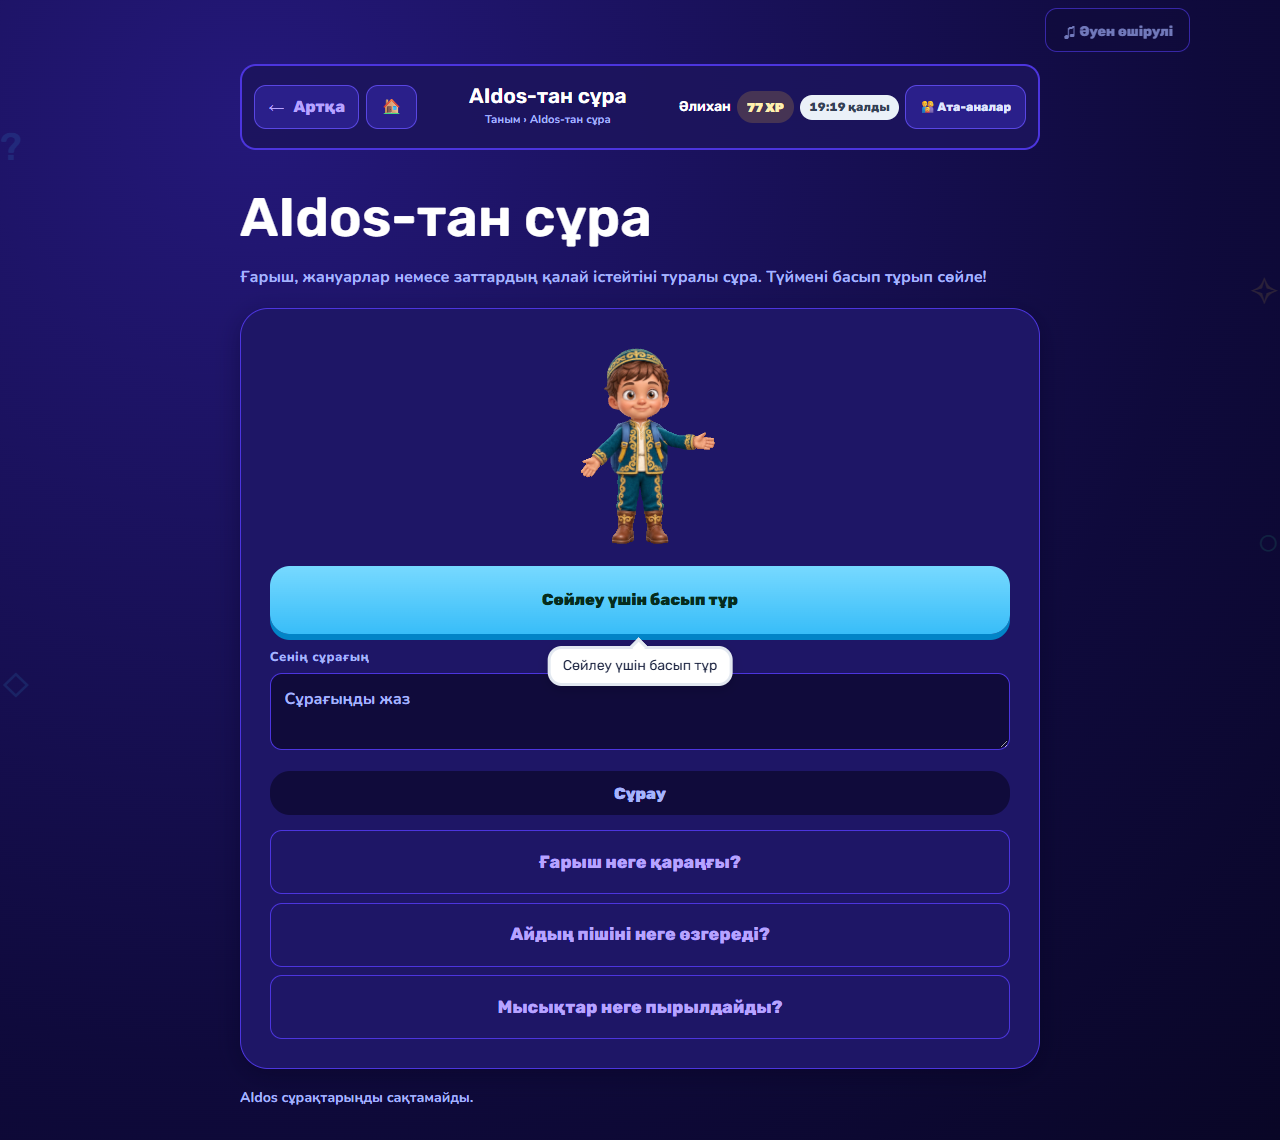 ♫ Әуен өшірулі
← Артқа
Aldos-тан сұра
Таным › Aldos-тан сұра
Әлихан
77 XP
19:19 қалды
Ата-аналар
Aldos-тан сұра
Ғарыш, жануарлар немесе заттардың қалай істейтіні туралы сұра. Түймені басып тұрып сөйле!
Сөйлеу үшін басып тұр
Сенің сұрағың
Сөйлеу үшін басып тұр
Сұрағыңды жаз
Сұрау
Ғарыш неге қараңғы?
Айдың пішіні неге өзгереді?
Мысықтар неге пырылдайды?
Aldos сұрақтарыңды сақтамайды.
?